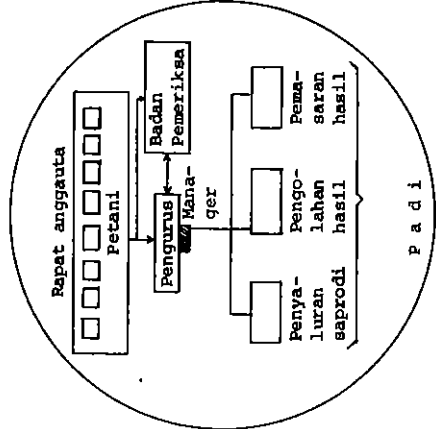 Rapat anggauta
Petani
Pengurus
Badan
Pemeriksa
Mana-
ger
Penya-
luran
saprodi
Pengo-
lahan
hasil
Pema-
saran
hasil
P a d i